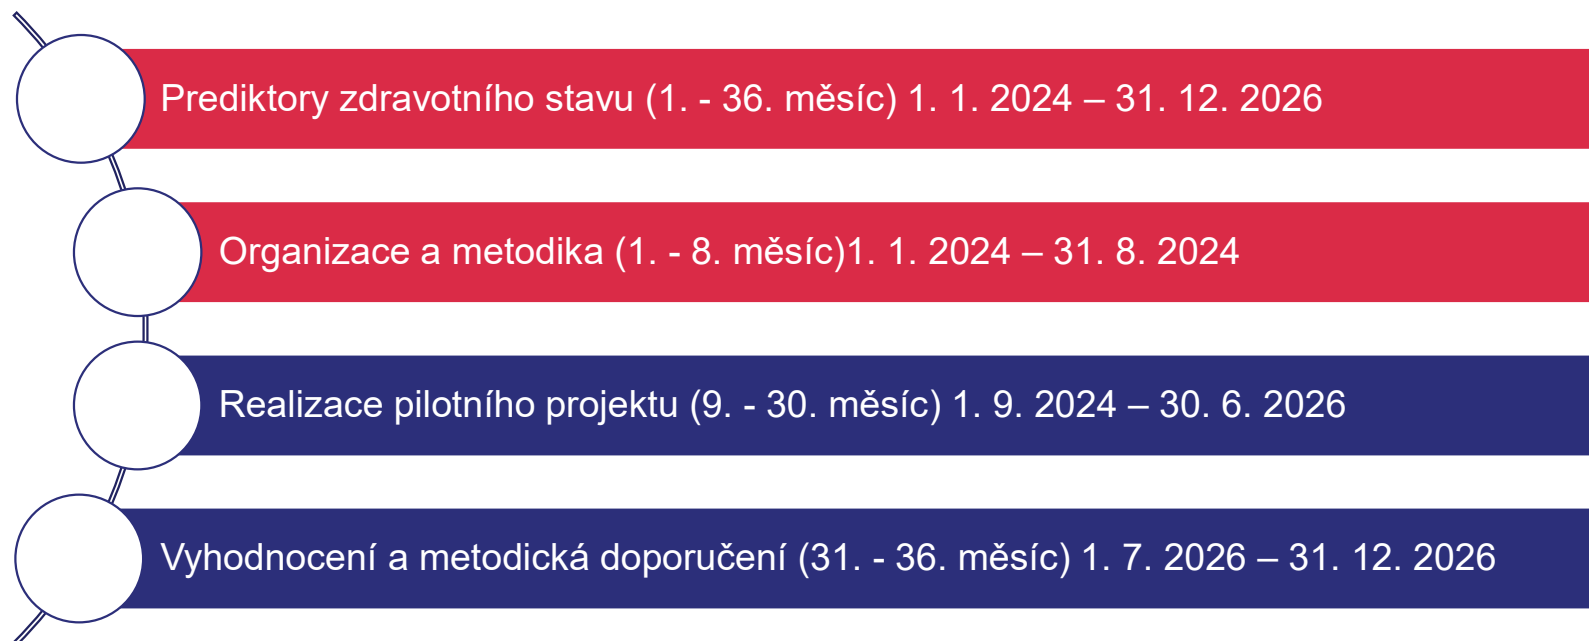 Prediktory zdravotního stavu (1. - 36. měsíc) 1. 1. 2024 – 31. 12. 2026
Organizace a metodika (1. - 8. měsíc)1. 1. 2024 – 31. 8. 2024
Realizace pilotního projektu (9. - 30. měsíc) 1. 9. 2024 – 30. 6. 2026
Vyhodnocení a metodická doporučení (31. - 36. měsíc) 1. 7. 2026 – 31. 12. 2026